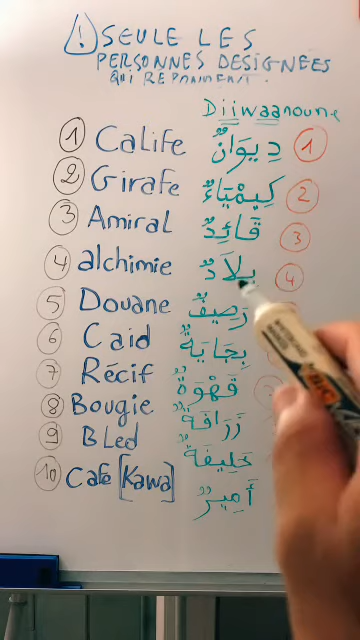 ! SEULE LES
PERSONNES DESIGNEES
QUI REPONDENT.
Diiwaanoune
1 Calife دِيوَانٌ 1
2 Girafe كِيمْيَاءٌ 2
3 Amiral قَائِدٌ 3
4 alchimie بِلَادٌ 4
5 Douane رَصِيفٌ
6 Caïd بِجَايَةٌ
7 Récif قَهْوَةٌ
8 Bougie زَرَافَةٌ
9 BLed خَلِيفَةٌ
10 Café [Kawa] أَمِيرٌ